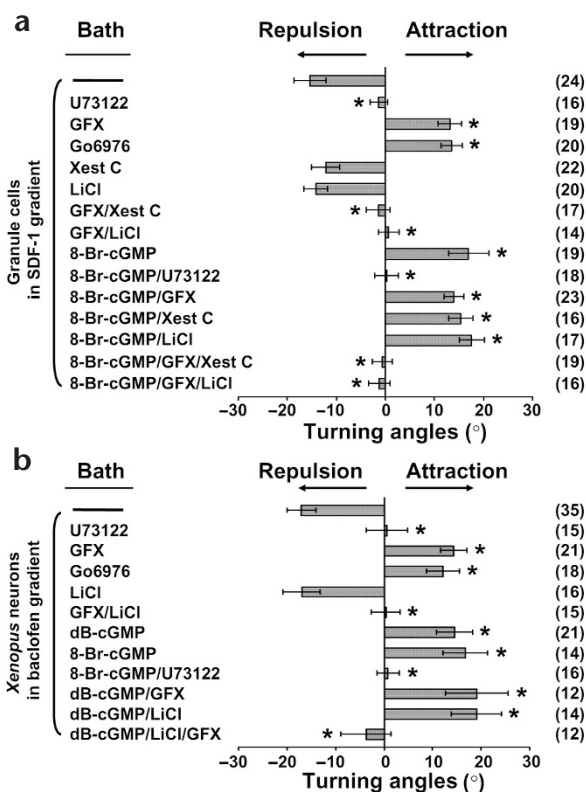 a
Bath Repulsion Attraction
Granule cells
in SDF-1 gradient
(24)
U73122 * (16)
GFX * (19)
Go6976 * (20)
Xest C (22)
LiCl (20)
GFX/Xest C * (17)
GFX/LiCl * (14)
8-Br-cGMP * (19)
8-Br-cGMP/U73122 * (18)
8-Br-cGMP/GFX * (23)
8-Br-cGMP/Xest C * (16)
8-Br-cGMP/LiCl * (17)
8-Br-cGMP/GFX/Xest C * (19)
8-Br-cGMP/GFX/LiCl * (16)
−30 −20 −10 0 10 20 30
Turning angles (°)
b
Bath Repulsion Attraction
Xenopus neurons
in baclofen gradient
(35)
U73122 * (15)
GFX * (21)
Go6976 * (18)
LiCl (16)
GFX/LiCl * (15)
dB-cGMP * (21)
8-Br-cGMP * (14)
8-Br-cGMP/U73122 * (16)
dB-cGMP/GFX * (12)
dB-cGMP/LiCl * (14)
dB-cGMP/LiCl/GFX * (12)
−30 −20 −10 0 10 20 30
Turning angles (°)